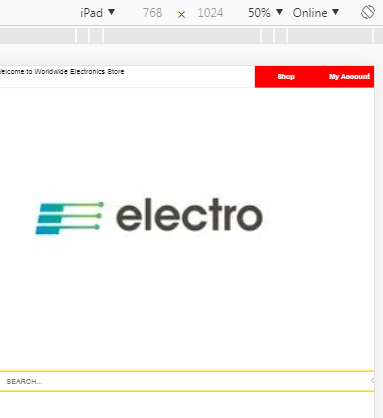 iPad ▼ 768 × 1024 50% ▼ Online ▼
elcome to Worldwide Electronics Store
Shop My Account
electro
SEARCH...